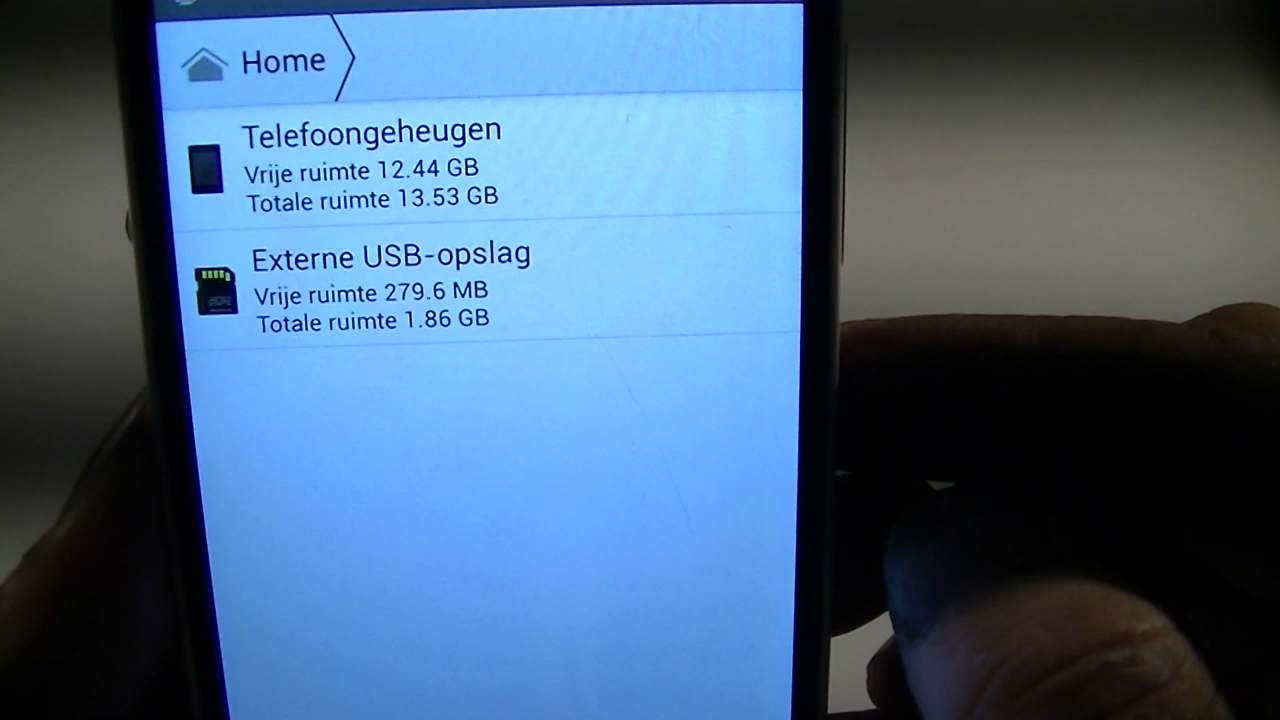 Home
Telefoongeheugen
Vrije ruimte 12.44 GB
Totale ruimte 13.53 GB
Externe USB-opslag
Vrije ruimte 279.6 MB
Totale ruimte 1.86 GB